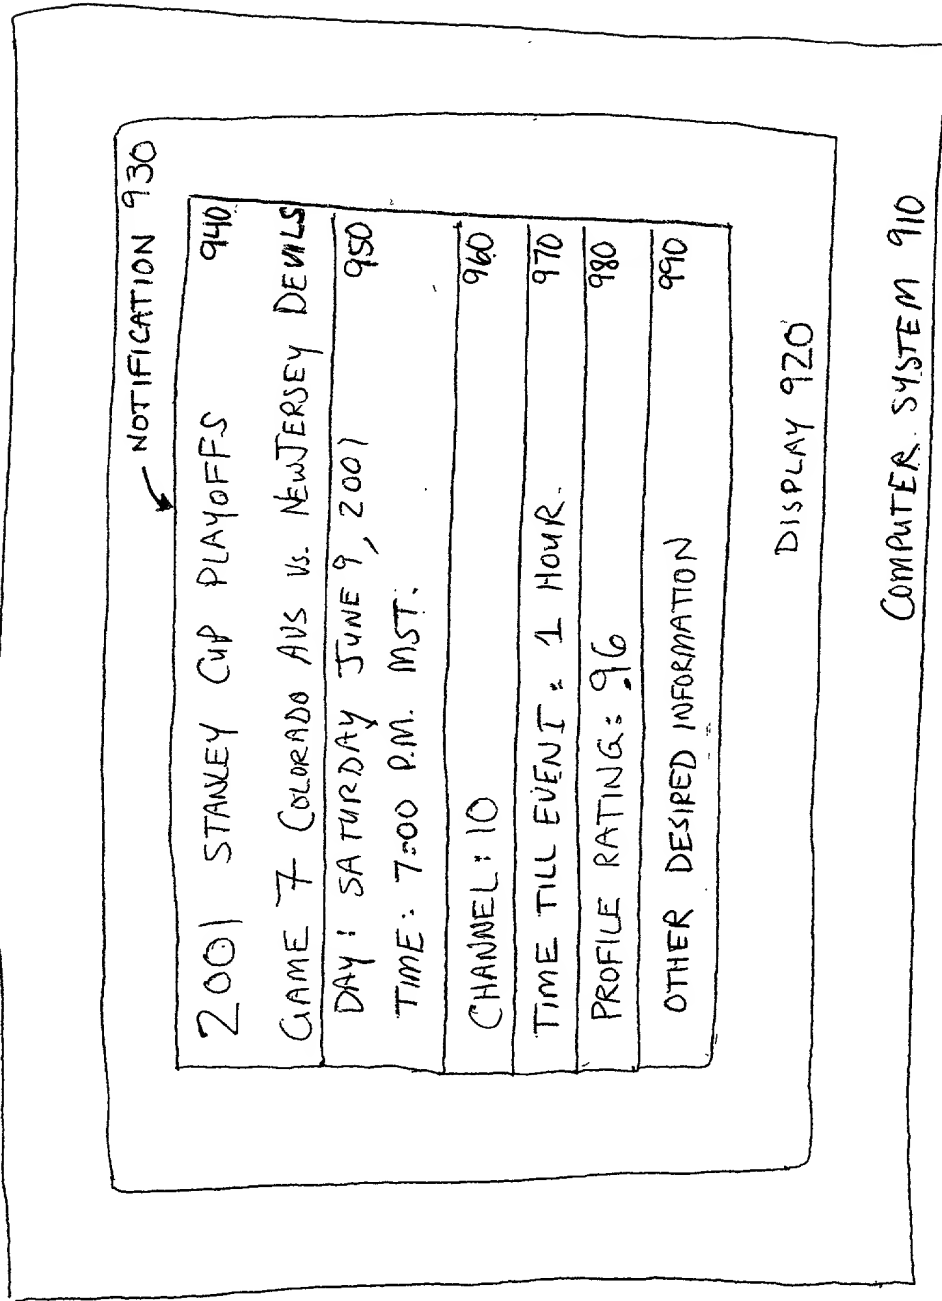 NOTIFICATION 930
2001 STANLEY CUP PLAYOFFS 940
GAME 7 COLORADO AVS Vs. NEWJERSEY DEVILS
DAY: SATURDAY JUNE 9, 2001 950
TIME: 7:00 P.M. MST.
CHANNEL: 10 960
TIME TILL EVENT: 1 HOUR. 970
PROFILE RATING: .96 980
OTHER DESIRED INFORMATION 990
DISPLAY 920
COMPUTER SYSTEM 910